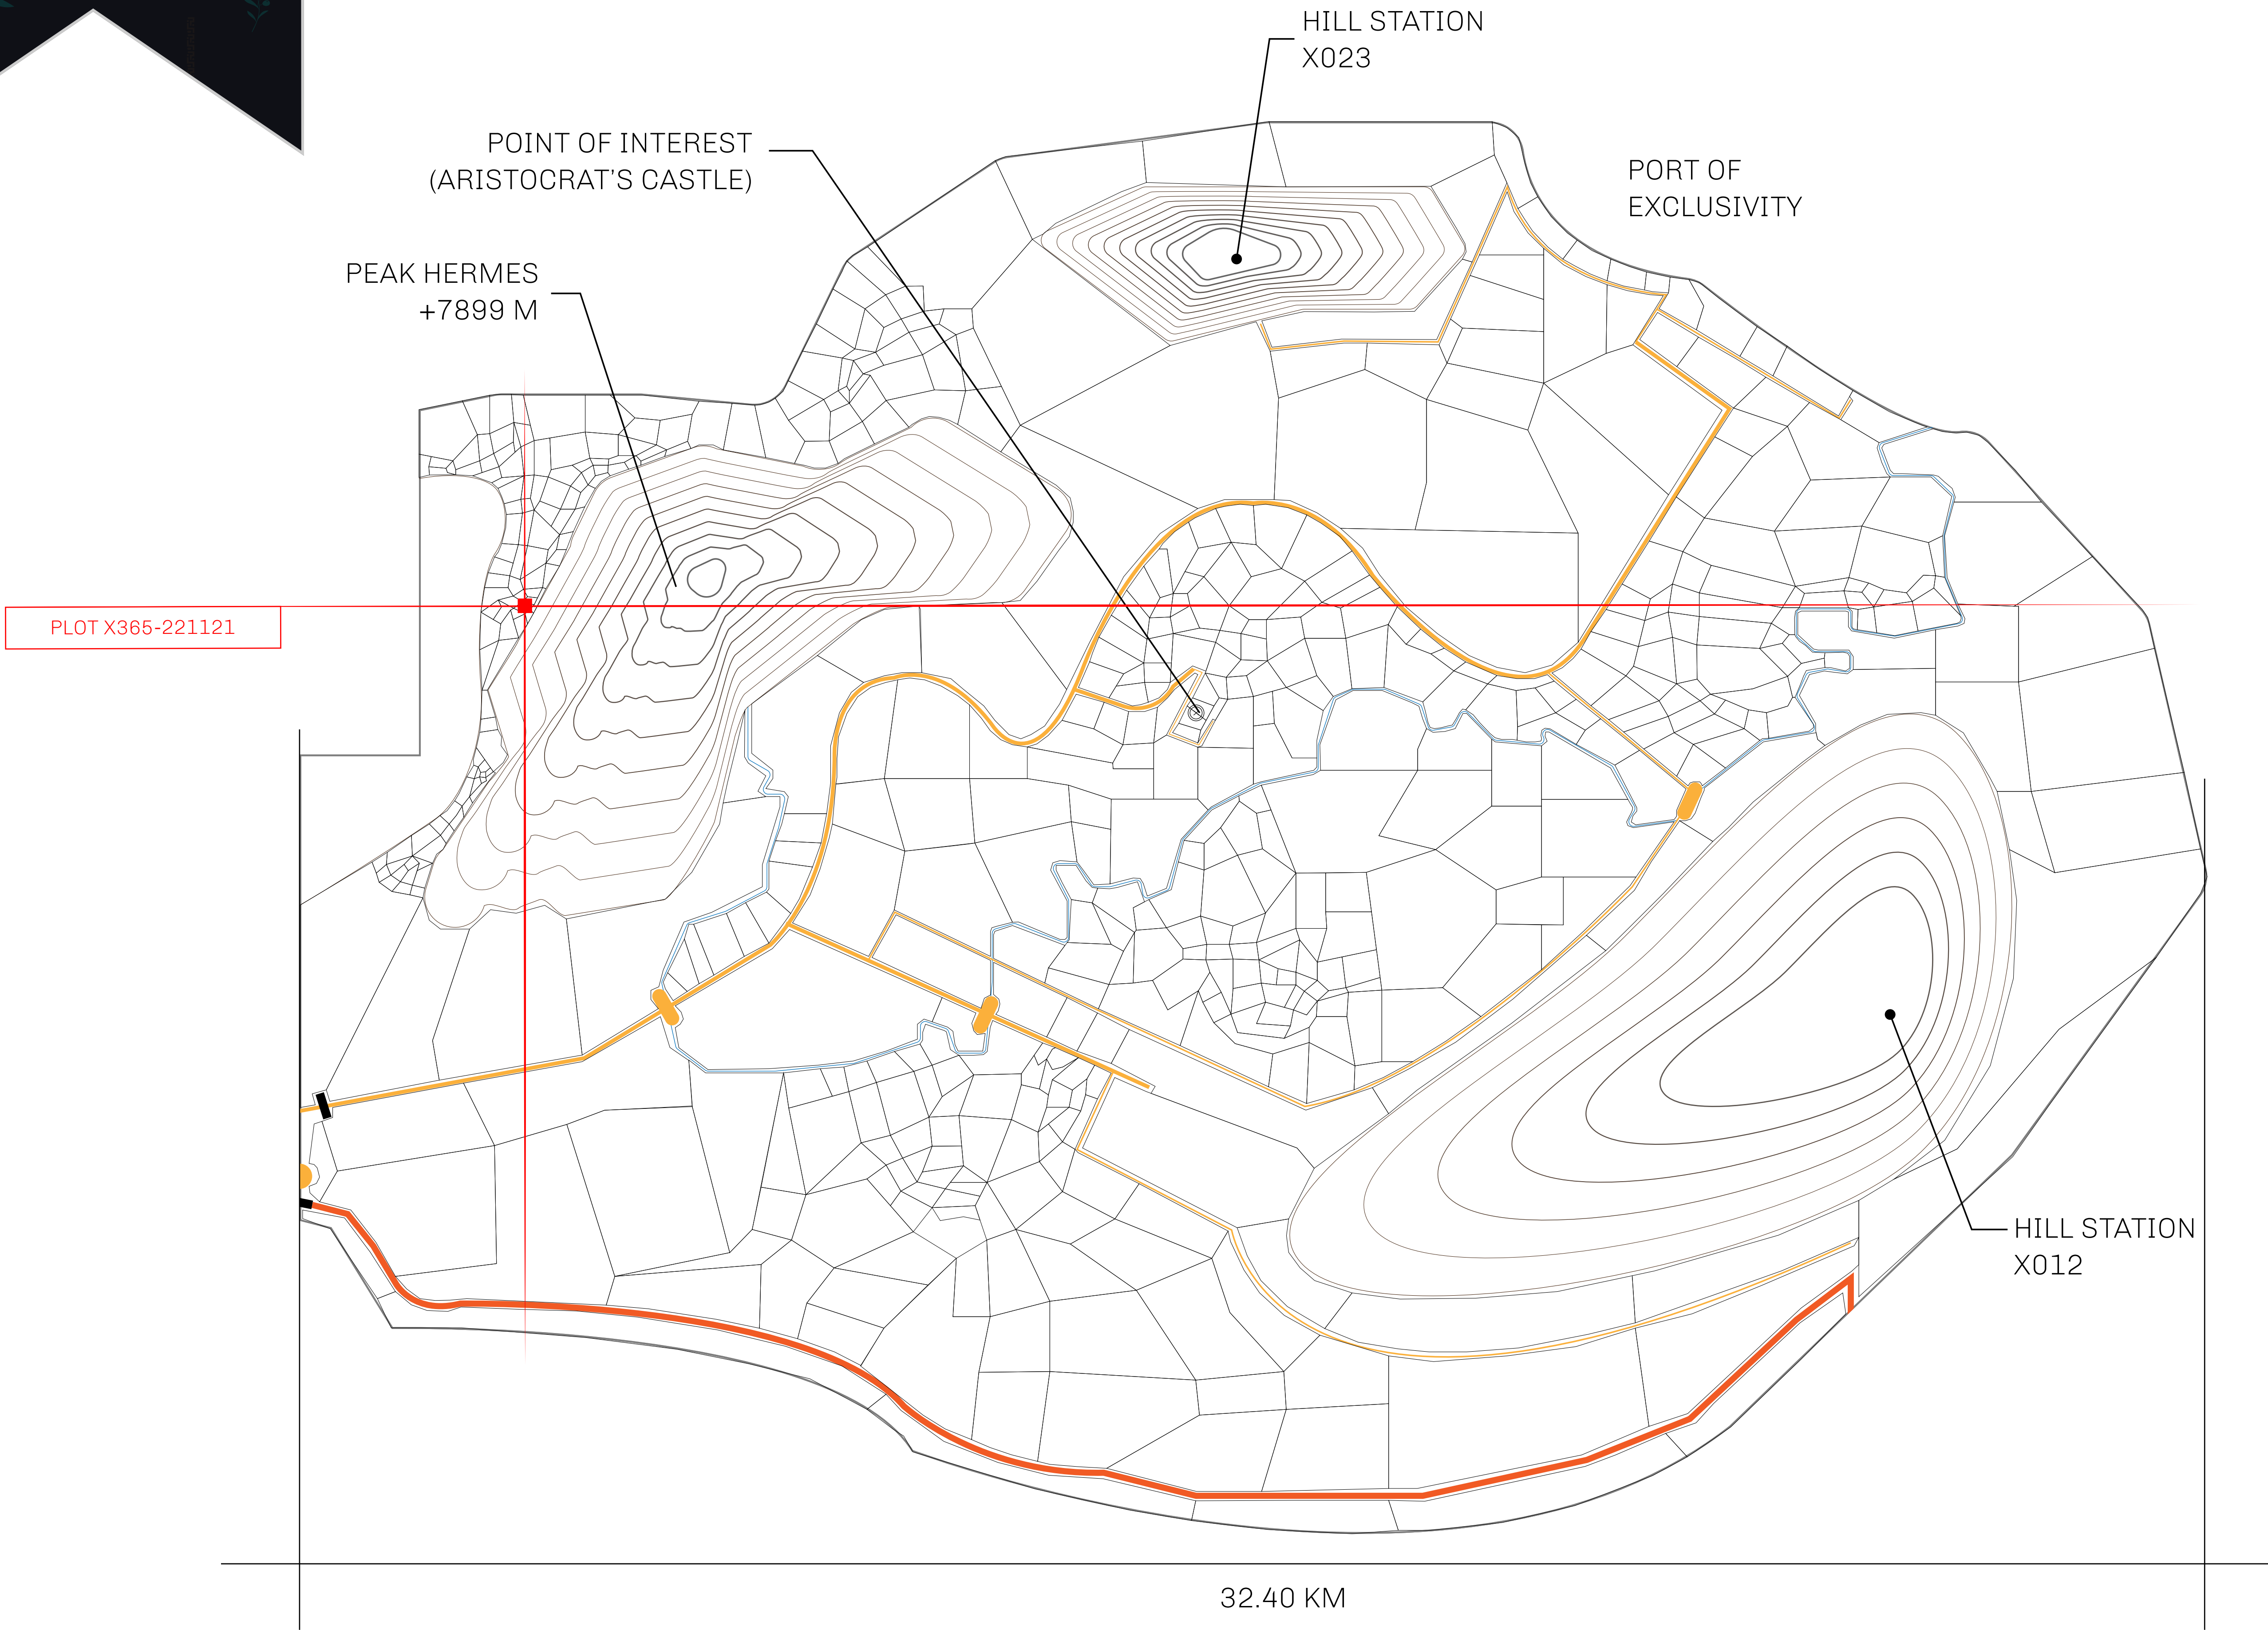 HILL STATION
X023
POINT OF INTEREST
(ARISTOCRAT'S CASTLE)
PORT OF
EXCLUSIVITY
PEAK HERMES
+7899 M
PLOT X365-221121
HILL STATION
X012
32.40 KM